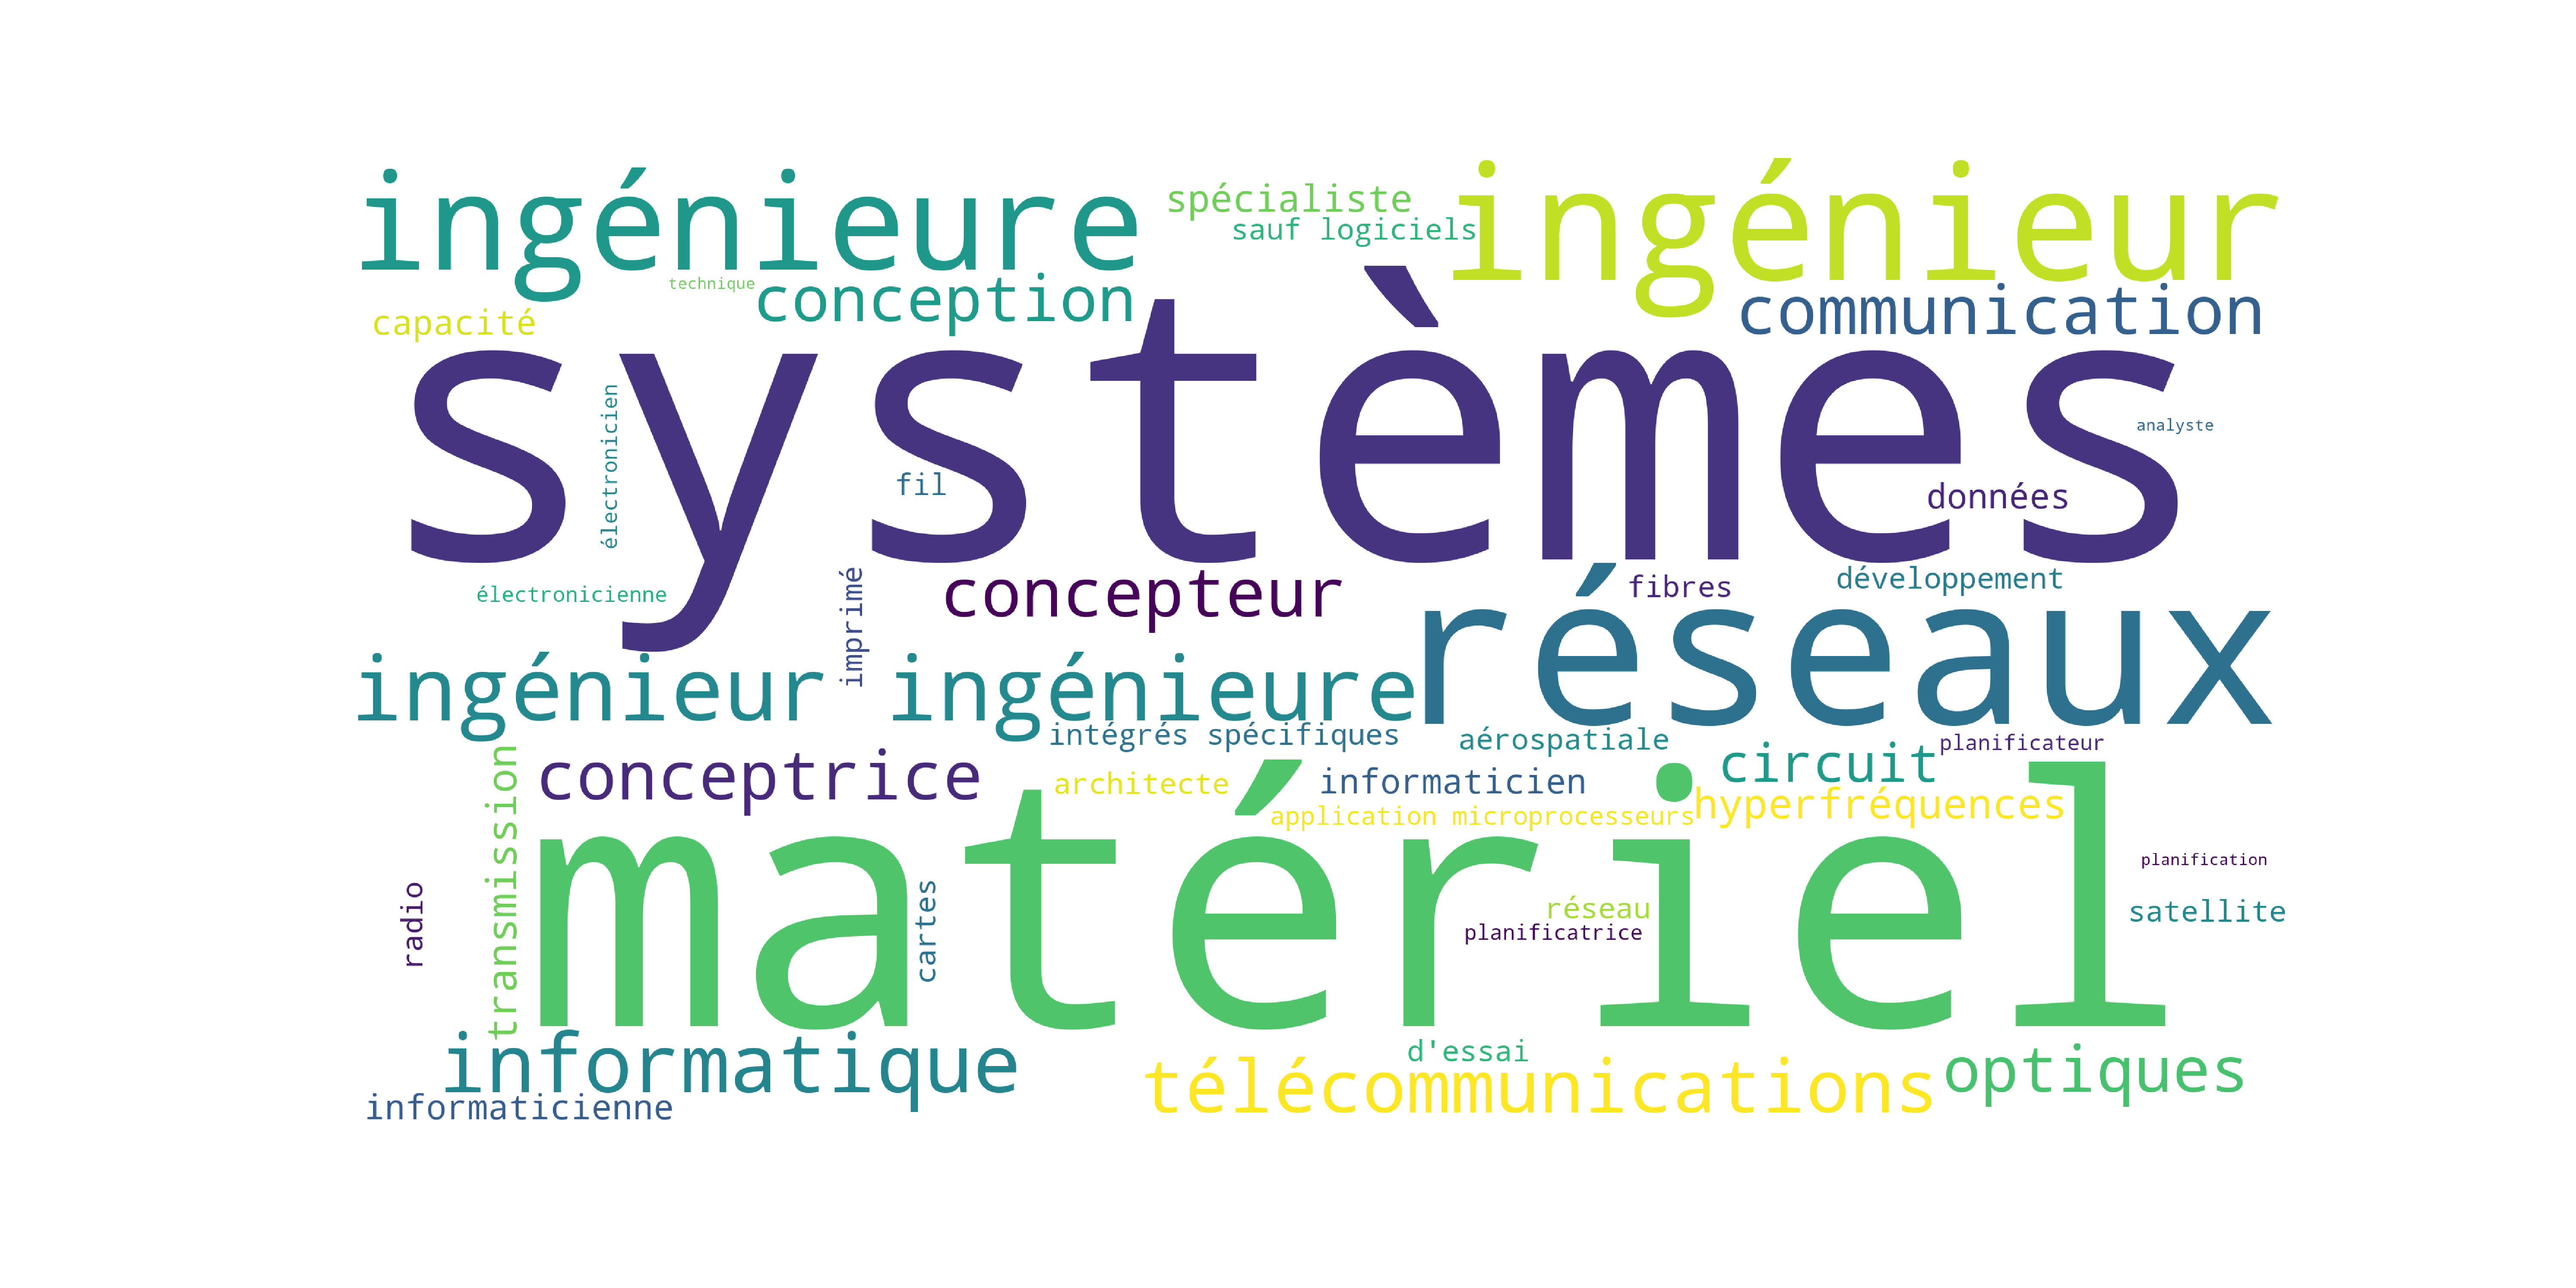 ingénieure
spécialiste
ingénieur
sauf logiciels
technique
conception
communication
capacité
systèmes
électronicien
analyste
fil
données
électronicienne
imprimé
concepteur
fibres
développement
réseaux
ingénieur
ingénieure
intégrés spécifiques
aérospatiale
circuit
planificateur
conceptrice
architecte
informaticien
hyperfréquences
application microprocesseurs
transmission
matériel
planification
radio
cartes
réseau
satellite
planificatrice
informatique
d'essai
télécommunications
optiques
informaticienne